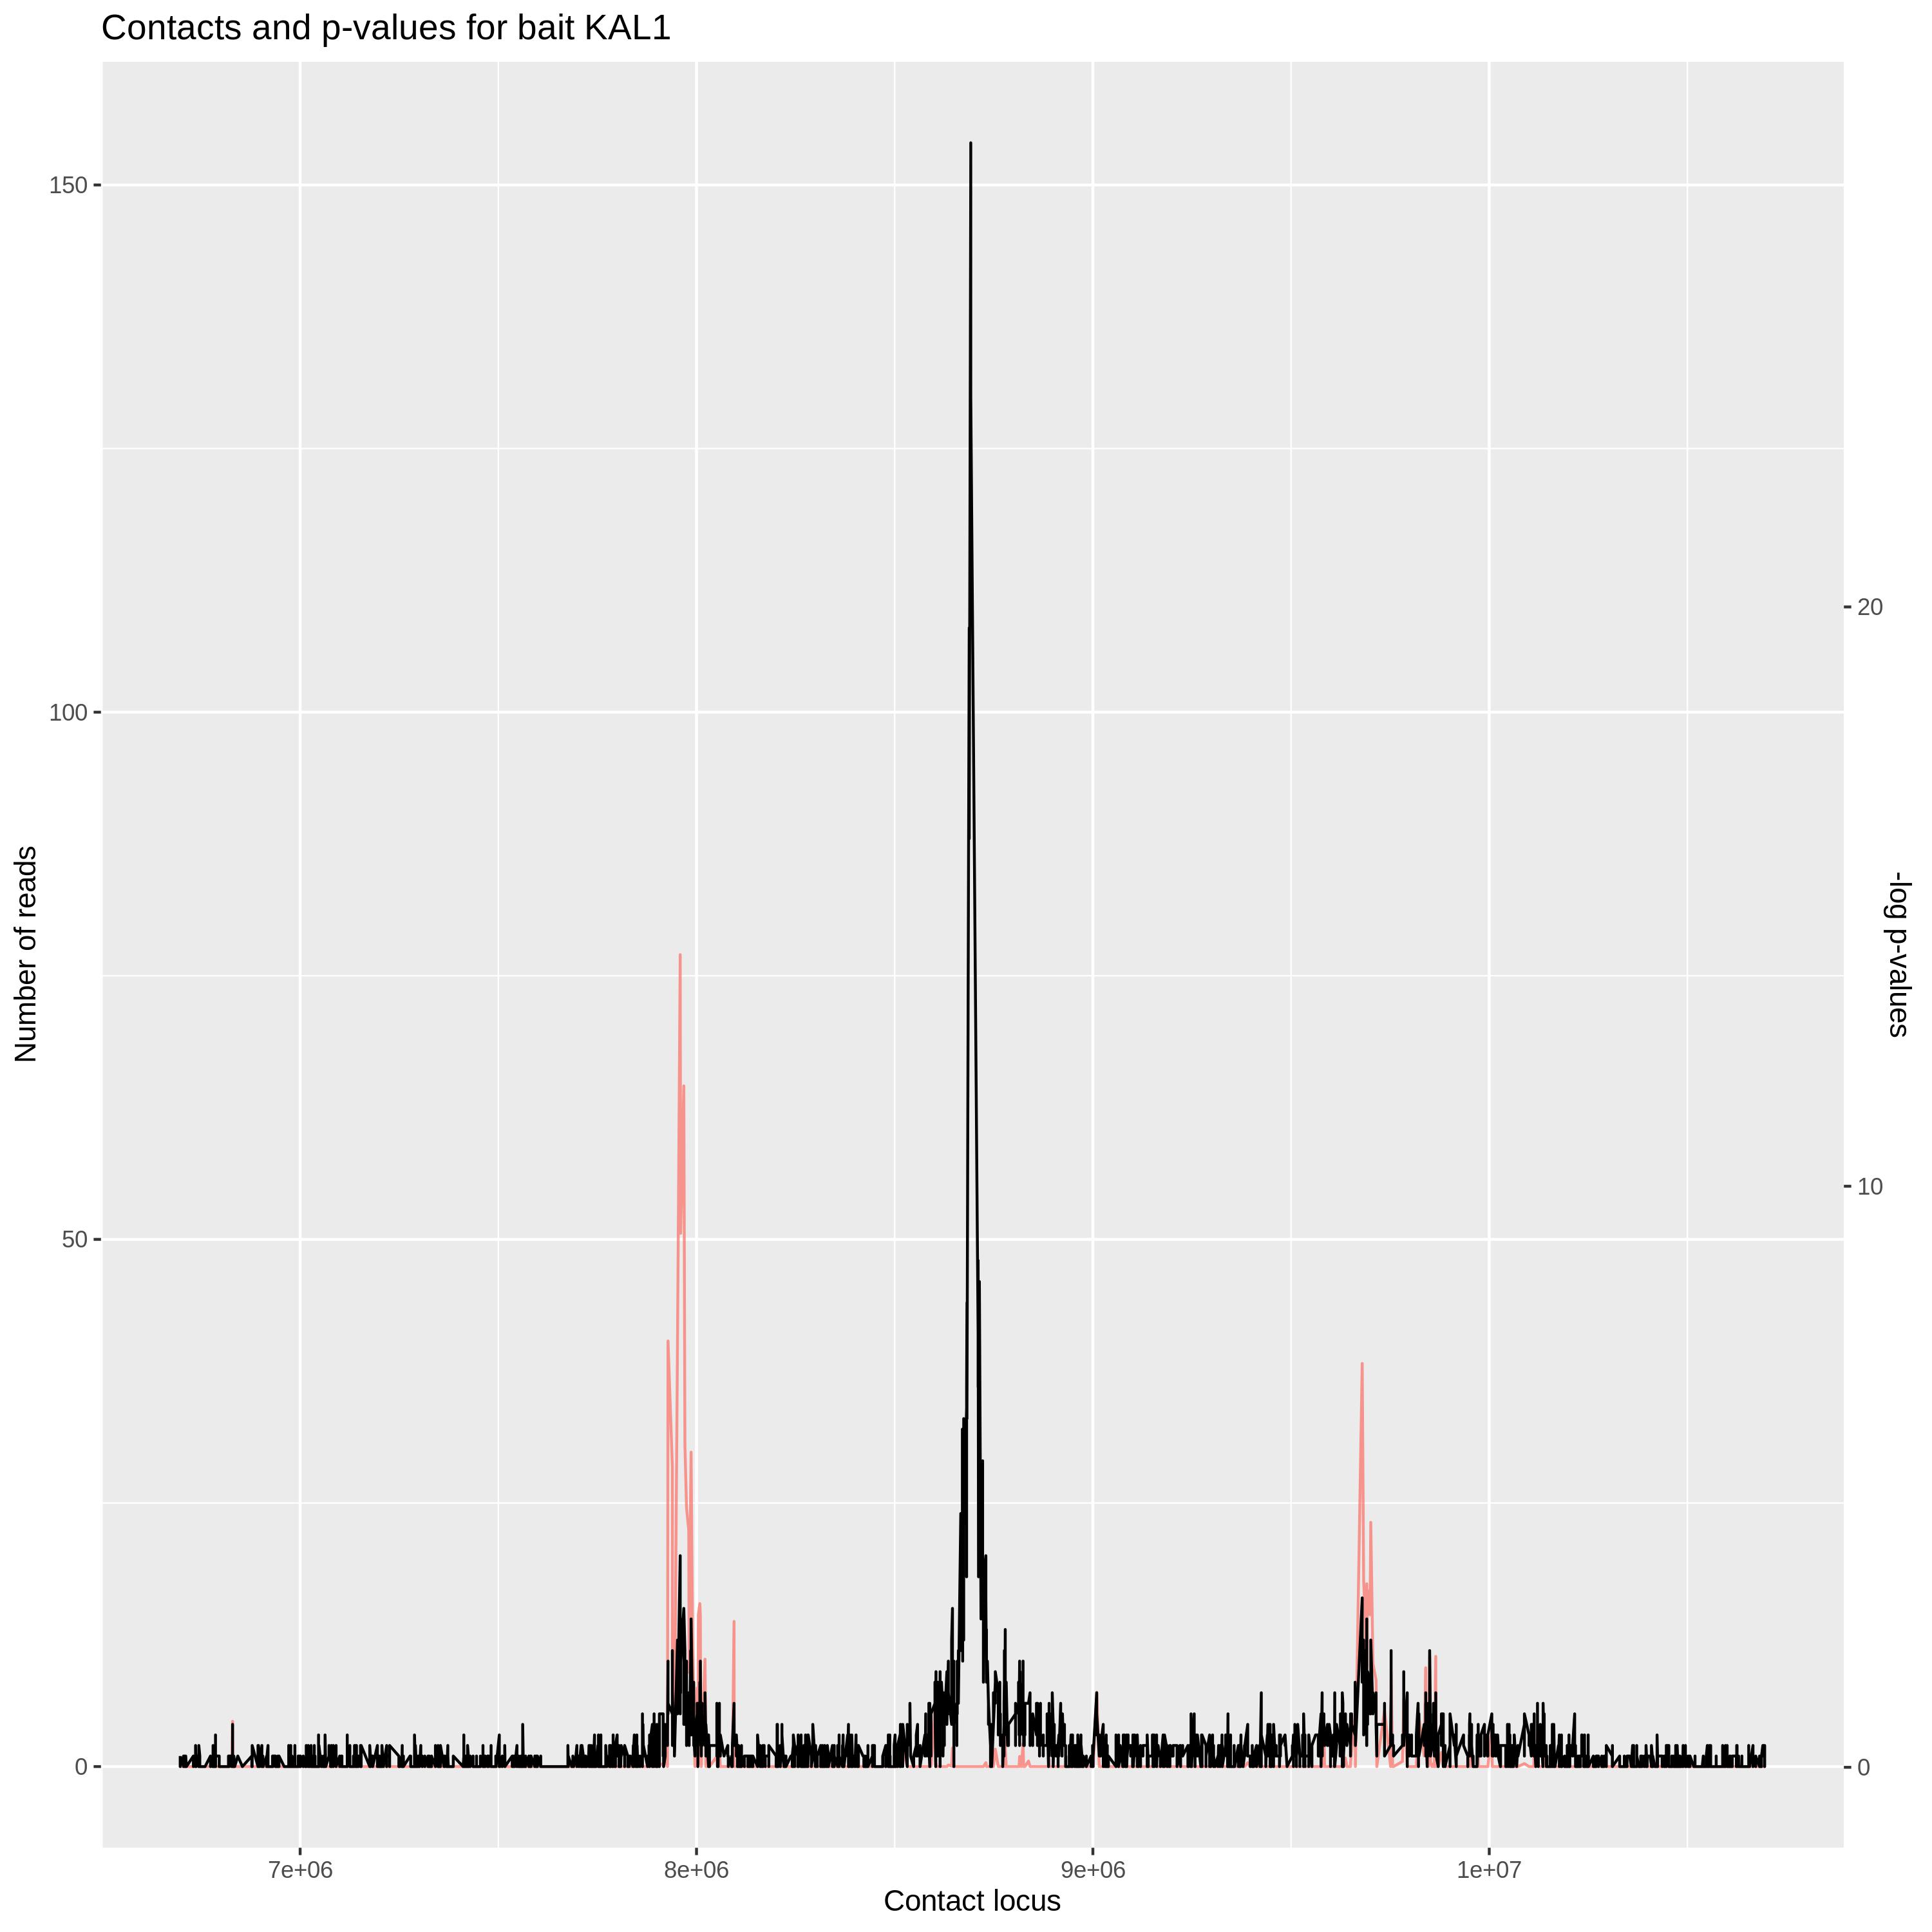 Contacts and p-values for bait KAL1
150
100
50
0
Number of reads
20
10
0
-log p-values
7e+06
8e+06
9e+06
1e+07
Contact locus